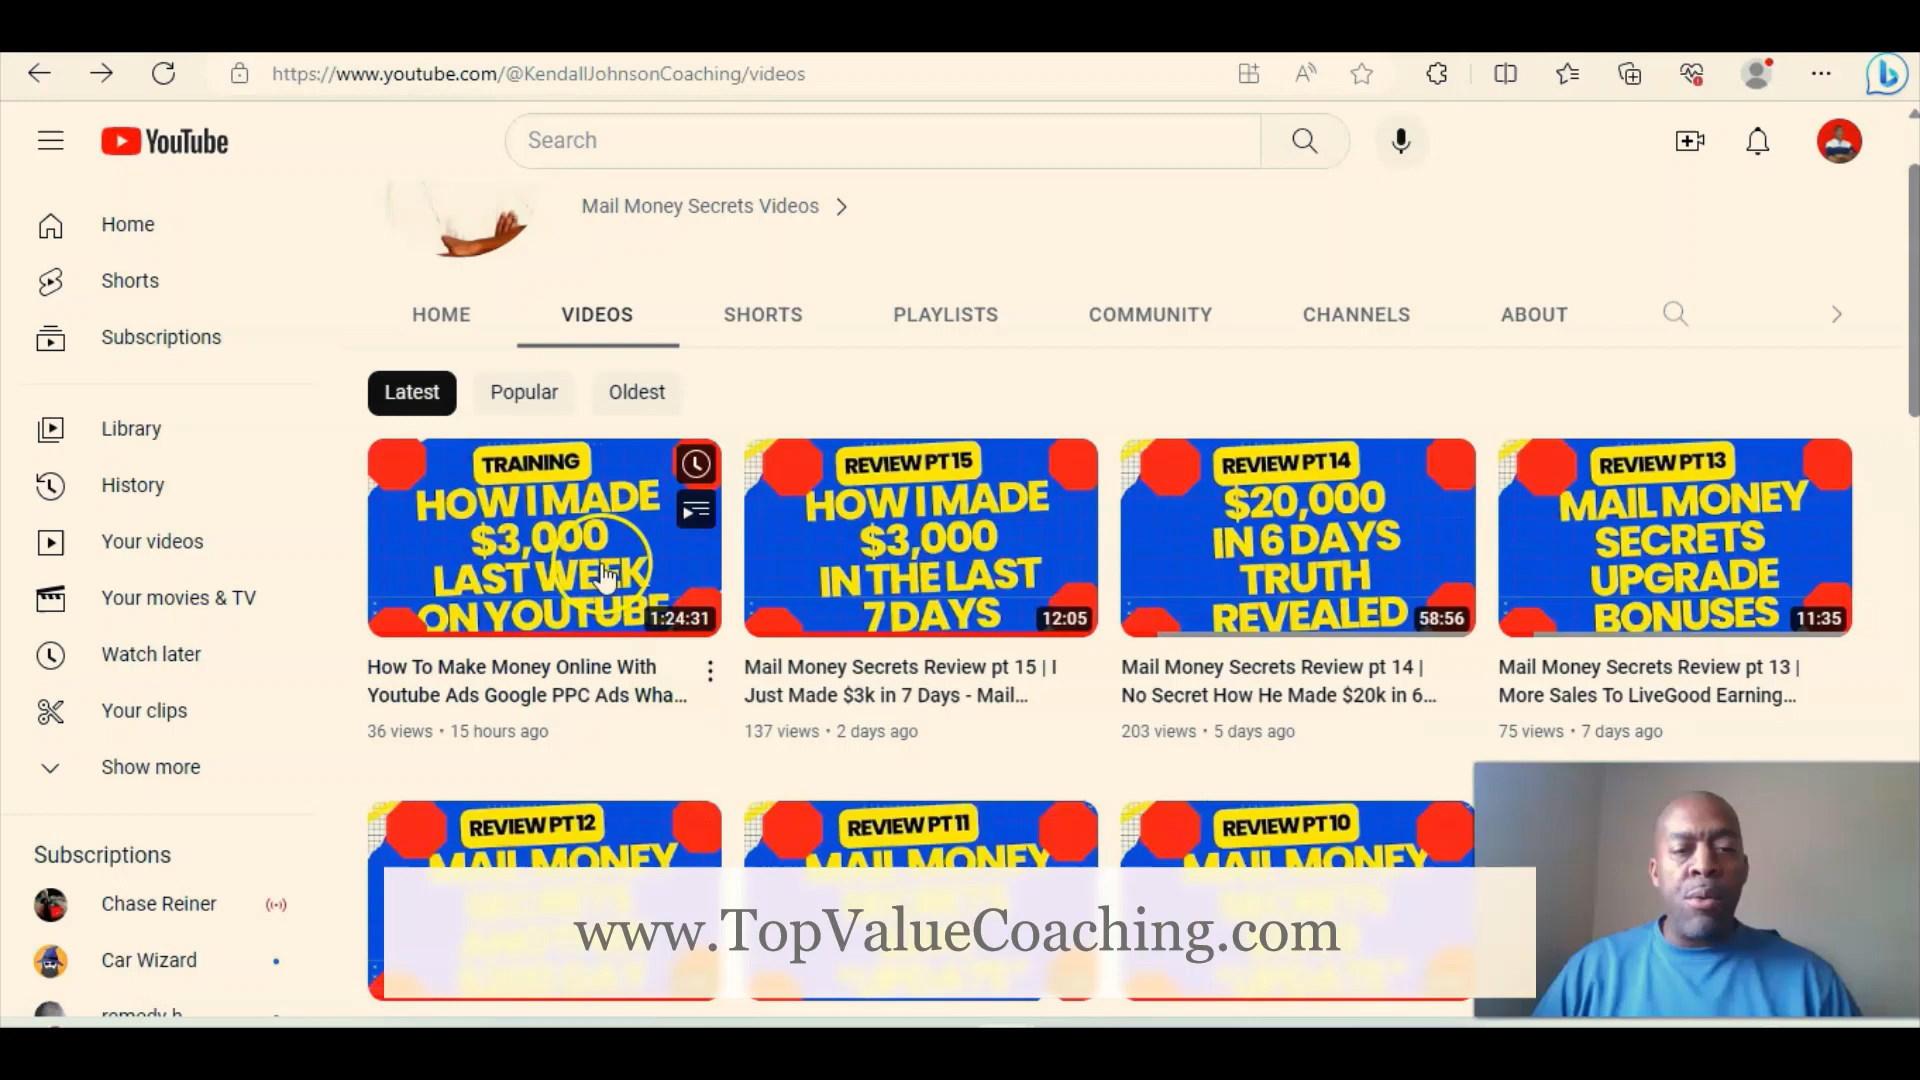 https://www.youtube.com/@KendallJohnsonCoaching/videos
YouTube
Search
Mail Money Secrets Videos
HOME
VIDEOS
SHORTS
PLAYLISTS
COMMUNITY
CHANNELS
ABOUT
Home
Shorts
Subscriptions
Library
History
Your videos
Your movies & TV
Watch later
Your clips
Show more
Subscriptions
Chase Reiner
Car Wizard
Latest
Popular
Oldest
TRAINING
HOW I MADE
$3,000
LAST WEEK
ON YOUTUBE
1:24:31
How To Make Money Online With
Youtube Ads Google PPC Ads Wha...
36 views • 15 hours ago
REVIEW PT 15
HOW I MADE
$3,000
IN THE LAST
7 DAYS
12:05
Mail Money Secrets Review pt 15 | I
Just Made $3k in 7 Days - Mail...
137 views • 2 days ago
REVIEW PT 14
$20,000
IN 6 DAYS
TRUTH
REVEALED
58:56
Mail Money Secrets Review pt 14 |
No Secret How He Made $20k in 6...
203 views • 5 days ago
REVIEW PT 13
MAIL MONEY
SECRETS
UPGRADE
BONUSES
11:35
Mail Money Secrets Review pt 13 |
More Sales To LiveGood Earning...
75 views • 7 days ago
REVIEW PT 12
MAIL MONEY
REVIEW PT 11
MAIL MONEY
REVIEW PT 10
MAIL MONEY
www.TopValueCoaching.com